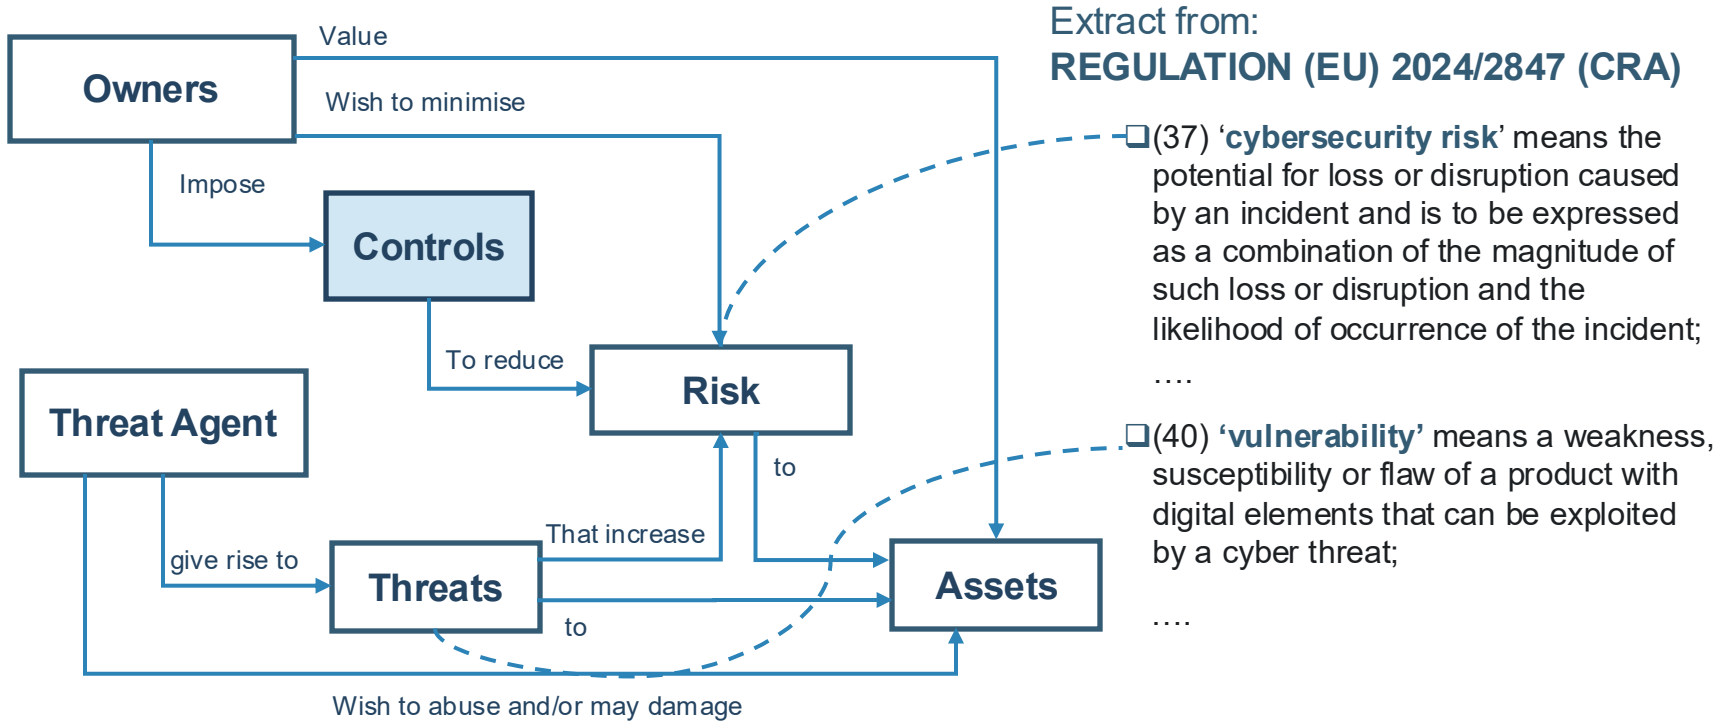 Value
Owners
Wish to minimise
Impose
Controls
To reduce
Risk
Threat Agent
to
That increase
give rise to
Threats
to
Assets
Wish to abuse and/or may damage
Extract from:
REGULATION (EU) 2024/2847 (CRA)
❑(37) ‘cybersecurity risk’ means the
potential for loss or disruption caused
by an incident and is to be expressed
as a combination of the magnitude of
such loss or disruption and the
likelihood of occurrence of the incident;
….
❑(40) ‘vulnerability’ means a weakness,
susceptibility or flaw of a product with
digital elements that can be exploited
by a cyber threat;
….